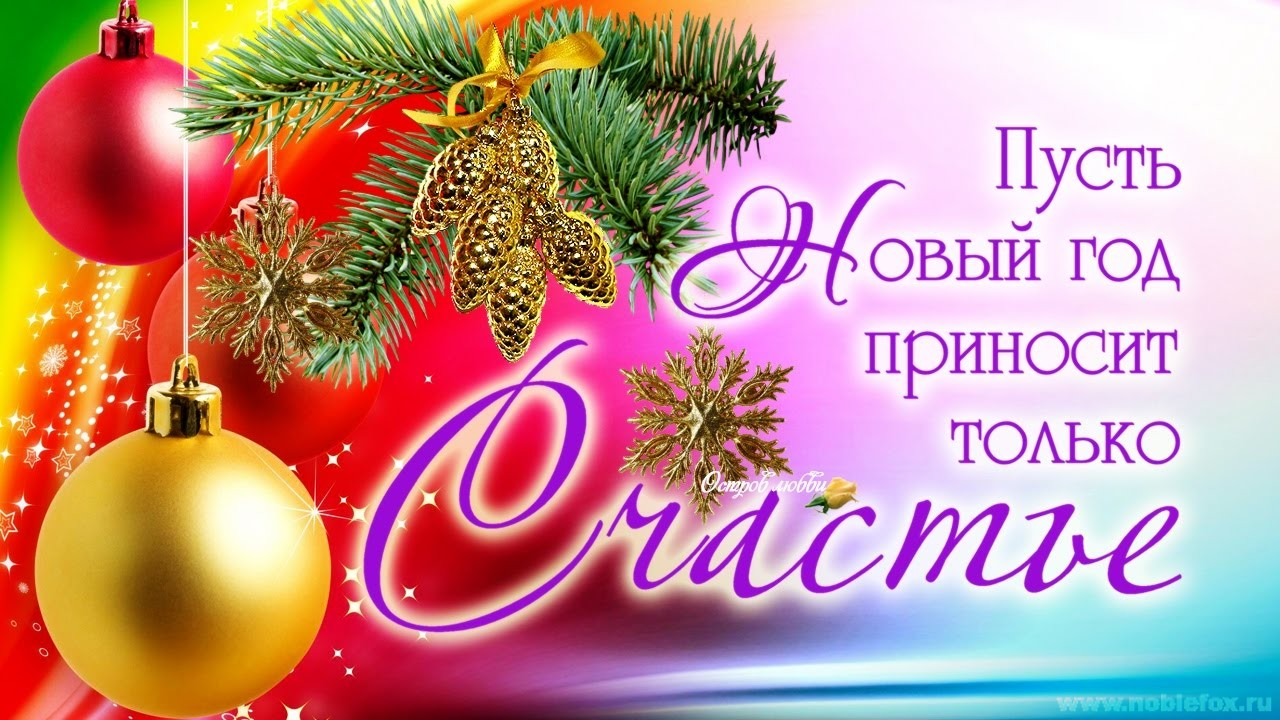 Пусть
Новый год
приносит
только
Счастье
Остров любви
www.noblefox.ru